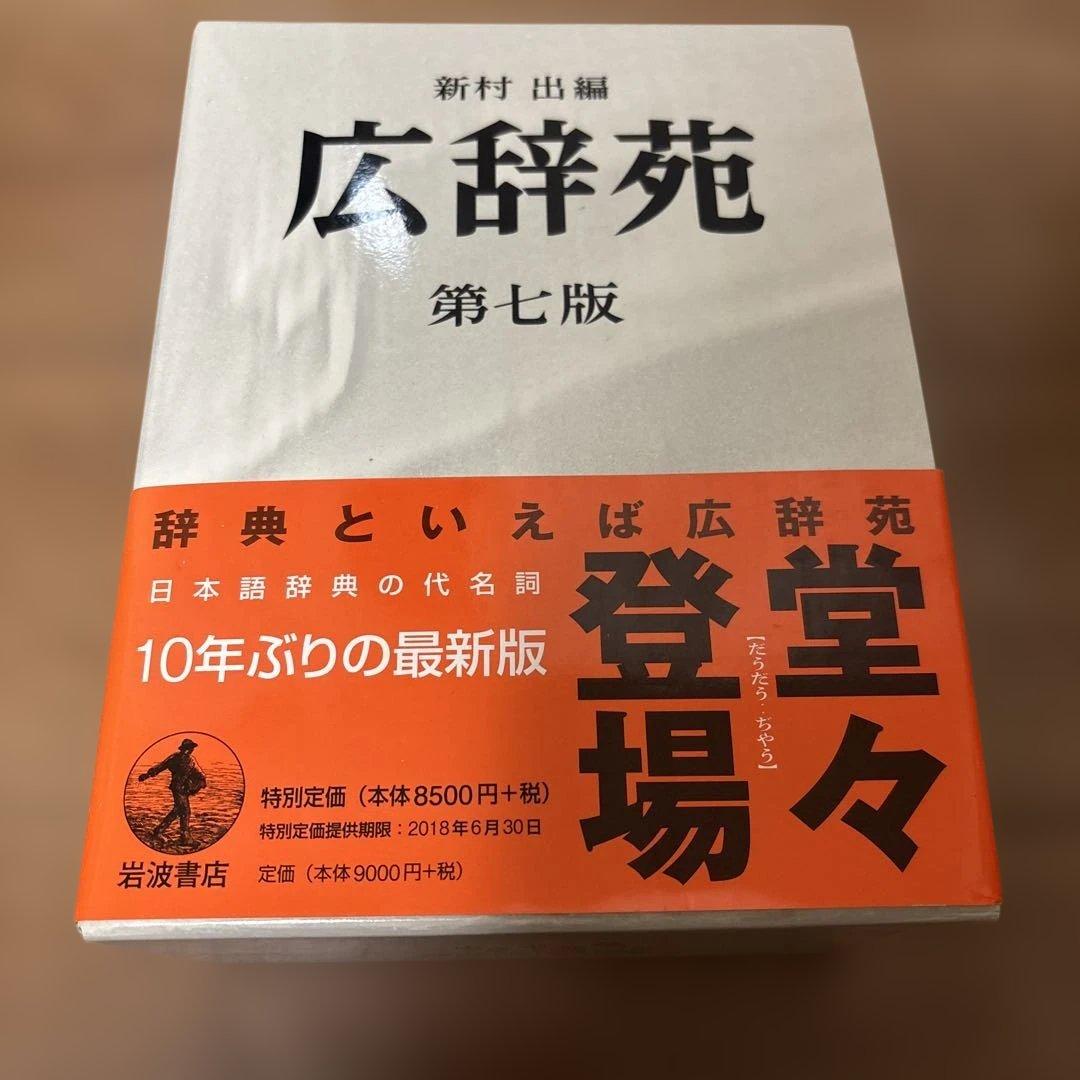 新村 出編
広辞苑
第七版
辞典といえば広辞苑
日本語辞典の代名詞
10年ぶりの最新版
堂々
登場
【だうだう‥ぢやう】
特別定価（本体8500円+税）
特別定価提供期限：2018年6月30日
定価（本体9000円+税）
岩波書店